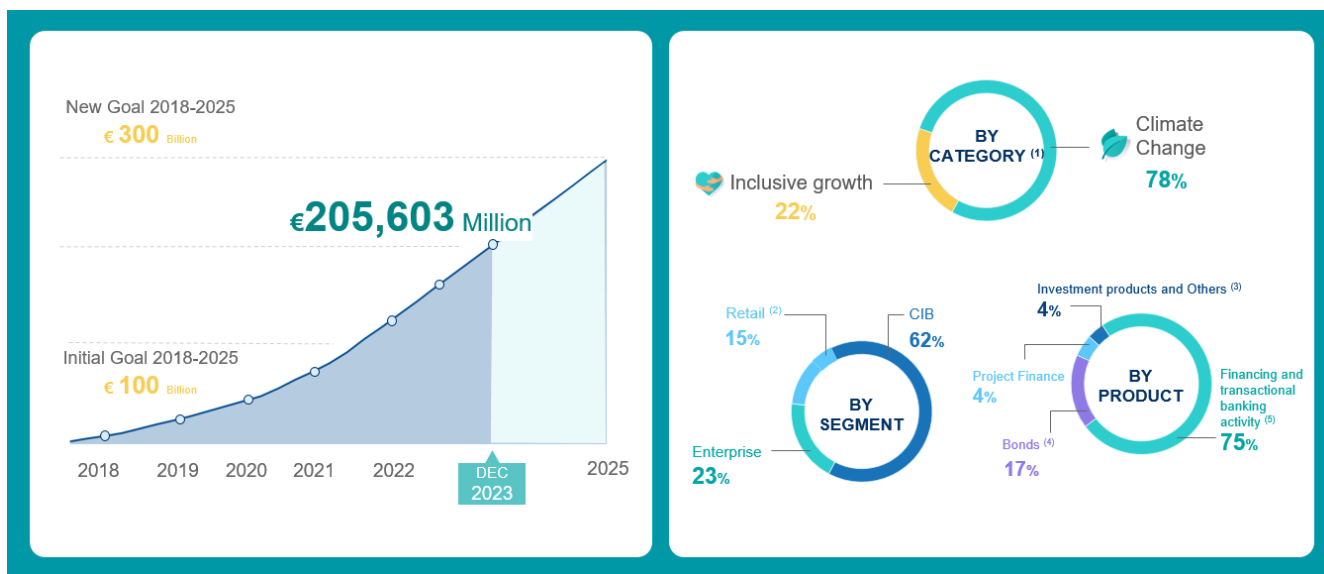 New Goal 2018-2025
€ 300 Billion
€205,603 Million
Initial Goal 2018-2025
€ 100 Billion
2018
2019
2020
2021
2022
DEC
2023
2025
BY
CATEGORY (1)
Climate
Change
78%
Inclusive growth
22%
Retail (2)
15%
CIB
62%
BY
SEGMENT
Enterprise
23%
Investment products and Others (3)
4%
Project Finance
4%
BY
PRODUCT
Financing and
transactional
banking
activity (5)
75%
Bonds (4)
17%